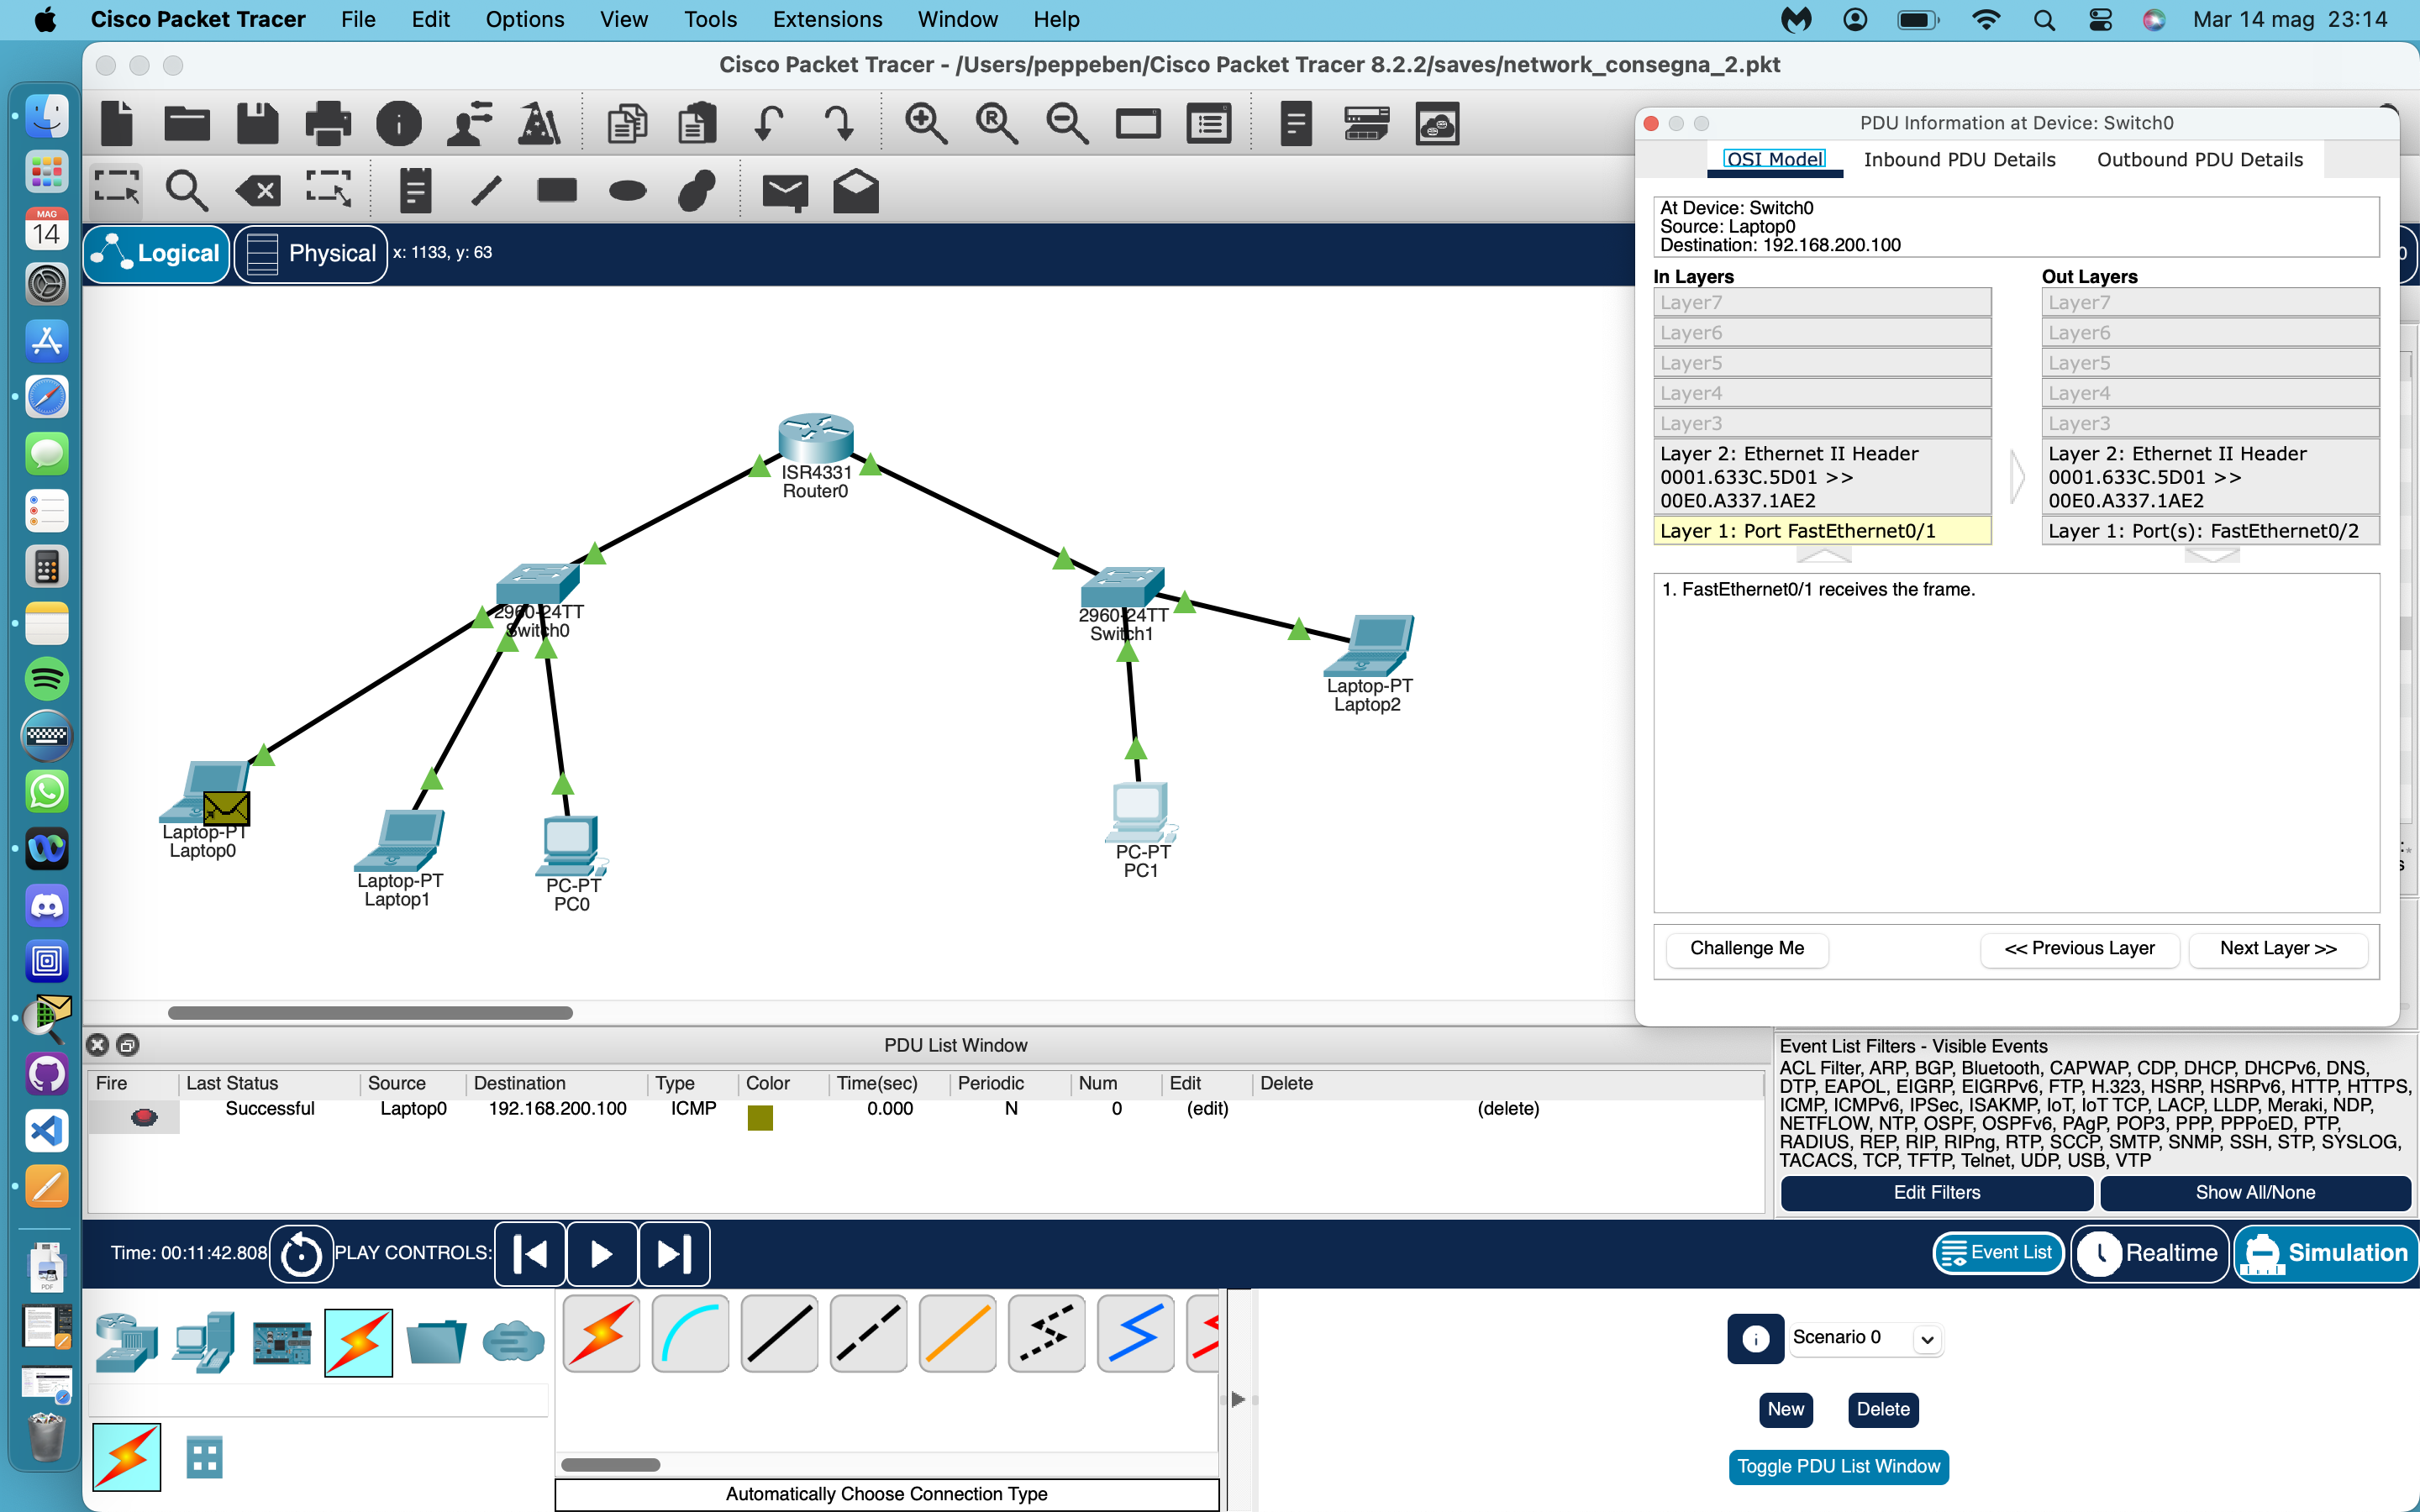 Cisco Packet Tracer File Edit Options View Tools Extensions Window Help Mar 14 mag 23:14
Cisco Packet Tracer - /Users/peppeben/Cisco Packet Tracer 8.2.2/saves/network_consegna_2.pkt
MAG
14
Logical Physical x: 1133, y: 63
ISR4331
Router0
2960-24TT
Switch0
2960-24TT
Switch1
Laptop-PT
Laptop2
Laptop-PT
Laptop0
Laptop-PT
Laptop1
PC-PT
PC0
PC-PT
PC1
PDU Information at Device: Switch0
OSI Model Inbound PDU Details Outbound PDU Details
At Device: Switch0
Source: Laptop0
Destination: 192.168.200.100
In Layers Out Layers
Layer7 Layer7
Layer6 Layer6
Layer5 Layer5
Layer4 Layer4
Layer3 Layer3
Layer 2: Ethernet II Header Layer 2: Ethernet II Header
0001.633C.5D01 >> 0001.633C.5D01 >>
00E0.A337.1AE2 00E0.A337.1AE2
Layer 1: Port FastEthernet0/1 Layer 1: Port(s): FastEthernet0/2
1. FastEthernet0/1 receives the frame.
Challenge Me << Previous Layer Next Layer >>
PDU List Window
Fire Last Status Source Destination Type Color Time(sec) Periodic Num Edit Delete
Successful Laptop0 192.168.200.100 ICMP 0.000 N 0 (edit) (delete)
Event List Filters - Visible Events
ACL Filter, ARP, BGP, Bluetooth, CAPWAP, CDP, DHCP, DHCPv6, DNS,
DTP, EAPOL, EIGRP, EIGRPv6, FTP, H.323, HSRP, HSRPv6, HTTP, HTTPS,
ICMP, ICMPv6, IPSec, ISAKMP, IoT, IoT TCP, LACP, LLDP, Meraki, NDP,
NETFLOW, NTP, OSPF, OSPFv6, PAgP, POP3, PPP, PPPoED, PTP,
RADIUS, REP, RIP, RIPng, RTP, SCCP, SMTP, SNMP, SSH, STP, SYSLOG,
TACACS, TCP, TFTP, Telnet, UDP, USB, VTP
Edit Filters Show All/None
Time: 00:11:42.808 PLAY CONTROLS: Event List Realtime Simulation
Scenario 0
New Delete
Toggle PDU List Window
Automatically Choose Connection Type
PDF